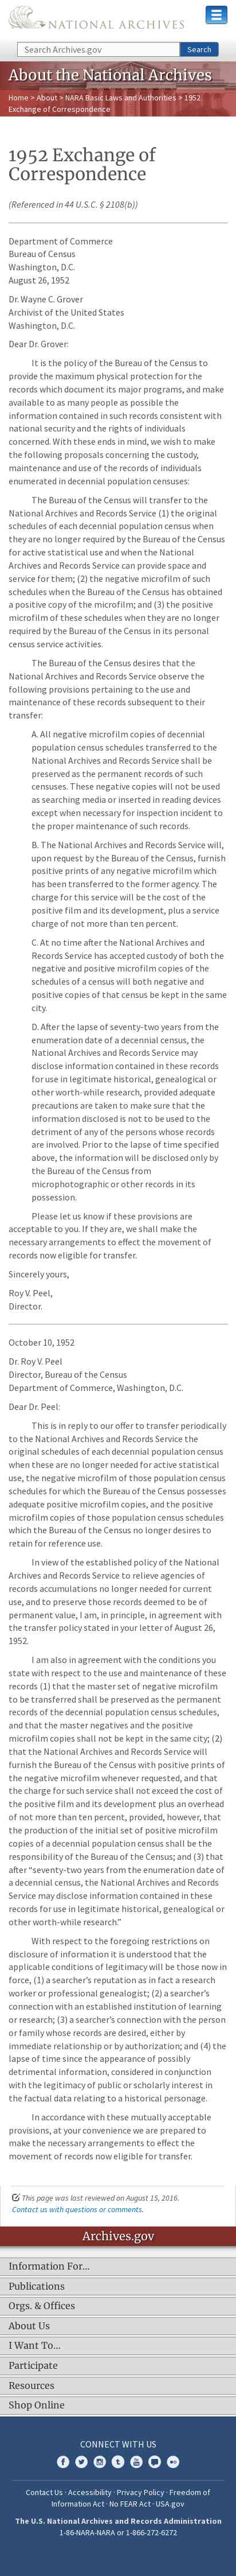 NATIONAL ARCHIVES
Search Archives.gov
Search
About the National Archives
Home > About > NARA Basic Laws and Authorities > 1952
Exchange of Correspondence
1952 Exchange of
Correspondence
(Referenced in 44 U.S.C. § 2108(b))
Department of Commerce
Bureau of Census
Washington, D.C.
August 26, 1952
Dr. Wayne C. Grover
Archivist of the United States
Washington, D.C.
Dear Dr. Grover:
It is the policy of the Bureau of the Census to
provide the maximum physical protection for the
records which document its major programs, and make
available to as many people as possible the
information contained in such records consistent with
national security and the rights of individuals
concerned. With these ends in mind, we wish to make
the following proposals concerning the custody,
maintenance and use of the records of individuals
enumerated in decennial population censuses:
The Bureau of the Census will transfer to the
National Archives and Records Service (1) the original
schedules of each decennial population census when
they are no longer required by the Bureau of the Census
for active statistical use and when the National
Archives and Records Service can provide space and
service for them; (2) the negative microfilm of such
schedules when the Bureau of the Census has obtained
a positive copy of the microfilm; and (3) the positive
microfilm of these schedules when they are no longer
required by the Bureau of Census in its personal
census service activities.
The Bureau of the Census desires that the
National Archives and Records Service observe the
following provisions pertaining to the use and
maintenance of these records subsequent to their
transfer:
A. All negative microfilm copies of decennial
population census schedules transferred to the
National Archives and Records Service shall be
preserved as the permanent records of such
censuses. These negative copies will not be used
as searching media or inserted in reading devices
except when necessary for inspection incident to
the proper maintenance of such records.
B. The National Archives and Records Service will,
upon request by the Bureau of the Census, furnish
positive prints of any negative microfilm which
has been transferred to the former agency. The
charge for this service will be the cost of the
positive film and its development, plus a service
charge of not more than ten percent.
C. At no time after the National Archives and
Records Service has accepted custody of both the
negative and positive microfilm copies of the
schedules of a census will both negative and
positive copies of that census be kept in the same
city.
D. After the lapse of seventy-two years from the
enumeration date of a decennial census, the
National Archives and Records Service may
disclose information contained in these records
for use in legitimate historical, genealogical or
other worth-while research, provided adequate
precautions are taken to make sure that the
information disclosed is not to be used to the
detriment of any of the persons whose records
are involved. Prior to the lapse of time specified
above, the information will be disclosed only by
the Bureau of the Census from
microphotographic or other records in its
possession.
Please let us know if these provisions are
acceptable to you. If they are, we shall make the
necessary arrangements to effect the movement of
records now eligible for transfer.
Sincerely yours,
Roy V. Peel,
Director.
October 10, 1952
Dr. Roy V. Peel
Director, Bureau of the Census
Department of Commerce, Washington, D.C.
Dear Dr. Peel:
This is in reply to our offer to transfer periodically
to the National Archives and Records Service the
original schedules of each decennial population census
when these are no longer needed for active statistical
use, the negative microfilm of those population census
schedules for which the Bureau of the Census possesses
adequate positive microfilm copies, and the positive
microfilm copies of those population census schedules
which the Bureau of the Census no longer desires to
retain for reference use.
In view of the established policy of the National
Archives and Records Service to relieve agencies of
records accumulations no longer needed for current
use, and to preserve those records deemed to be of
permanent value, I am, in principle, in agreement with
the transfer policy stated in your letter of August 26,
1952.
I am also in agreement with the conditions you
state with respect to the use and maintenance of these
records (1) that the master set of negative microfilm
to be transferred shall be preserved as the permanent
records of the decennial population census schedules,
and that the master negatives and the positive
microfilm copies shall not be kept in the same city; (2)
that the National Archives and Records Service will
furnish the Bureau of the Census with positive prints of
the negative microfilm whenever requested, and that
the charge for such service shall not exceed the cost of
the positive film and its development plus an overhead
of not more than ten percent, provided, however, that
the production of the initial set of positive microfilm
copies of a decennial population census shall be the
responsibility of the Bureau of the Census; and (3) that
after “seventy-two years from the enumeration date of
a decennial census, the National Archives and Records
Service may disclose information contained in these
records for use in legitimate historical, genealogical or
other worth-while research.”
With respect to the foregoing restrictions on
disclosure of information it is understood that the
applicable conditions of legitimacy will be those now in
force, (1) a searcher’s reputation as in fact a research
worker or professional genealogist; (2) a searcher’s
connection with an established institution of learning
or research; (3) a searcher’s connection with the person
or family whose records are desired, either by
immediate relationship or by authorization; and (4) the
lapse of time since the appearance of possibly
detrimental information, considered in conjunction
with the legitimacy of public or scholarly interest in
the factual data relating to a historical personage.
In accordance with these mutually acceptable
provisions, at your convenience we are prepared to
make the necessary arrangements to effect the
movement of records now eligible for transfer.
This page was last reviewed on August 15, 2016.
Contact us with questions or comments.
Archives.gov
Information For...
Publications
Orgs. & Offices
About Us
I Want To...
Participate
Resources
Shop Online
CONNECT WITH US
Contact Us · Accessibility · Privacy Policy · Freedom of
Information Act · No FEAR Act · USA.gov
The U.S. National Archives and Records Administration
1-86-NARA-NARA or 1-866-272-6272